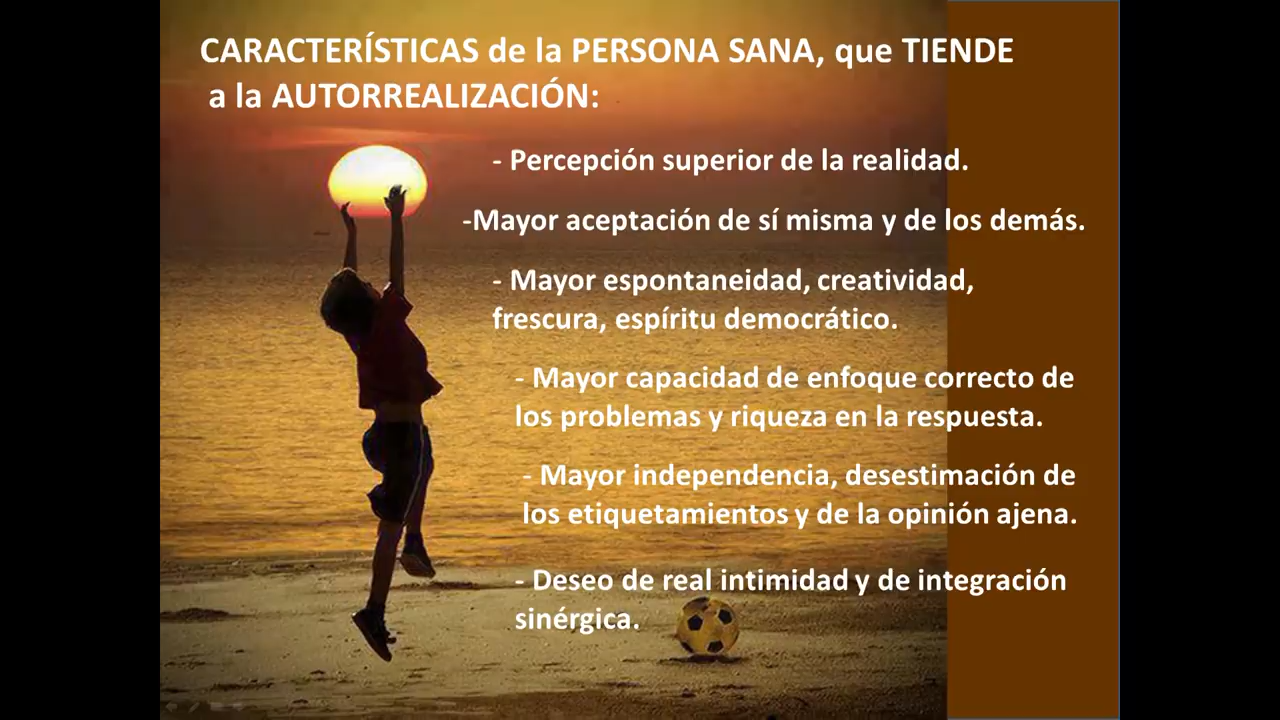 CARACTERÍSTICAS de la PERSONA SANA, que TIENDE
a la AUTORREALIZACIÓN:
- Percepción superior de la realidad.
-Mayor aceptación de sí misma y de los demás.
- Mayor espontaneidad, creatividad,
frescura, espíritu democrático.
- Mayor capacidad de enfoque correcto de
los problemas y riqueza en la respuesta.
- Mayor independencia, desestimación de
los etiquetamientos y de la opinión ajena.
- Deseo de real intimidad y de integración
sinérgica.